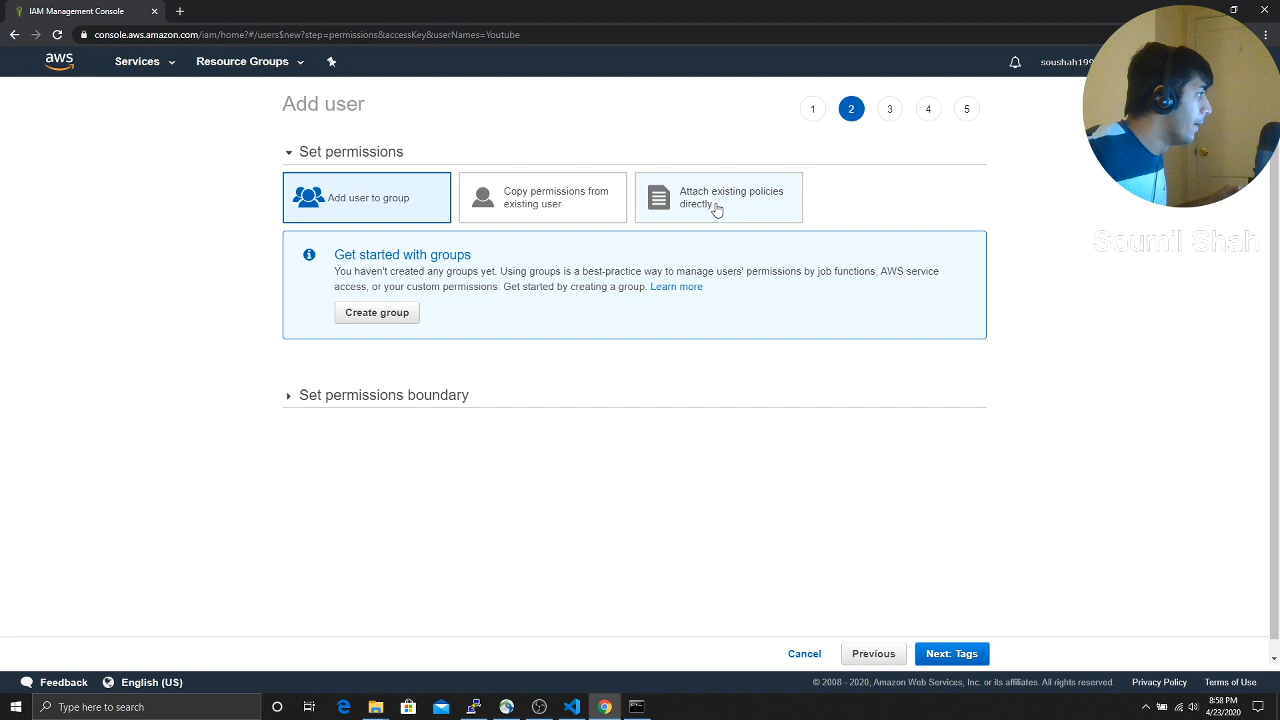 IAM Management Console
console.aws.amazon.com/iam/home?#/users$new?step=permissions&accessKey&userNames=Youtube
aws
Services
Resource Groups
soushah199
Add user
1
2
3
4
5
Set permissions
Add user to group
Copy permissions from
existing user
Attach existing policies
directly
Soumil Shah
Get started with groups
You haven't created any groups yet. Using groups is a best-practice way to manage users' permissions by job functions, AWS service
access, or your custom permissions. Get started by creating a group. Learn more
Create group
Set permissions boundary
Cancel
Previous
Next: Tags
Feedback
English (US)
© 2008 - 2020, Amazon Web Services, Inc. or its affiliates. All rights reserved.
Privacy Policy
Terms of Use
Type here to search
8:58 PM
4/23/2020